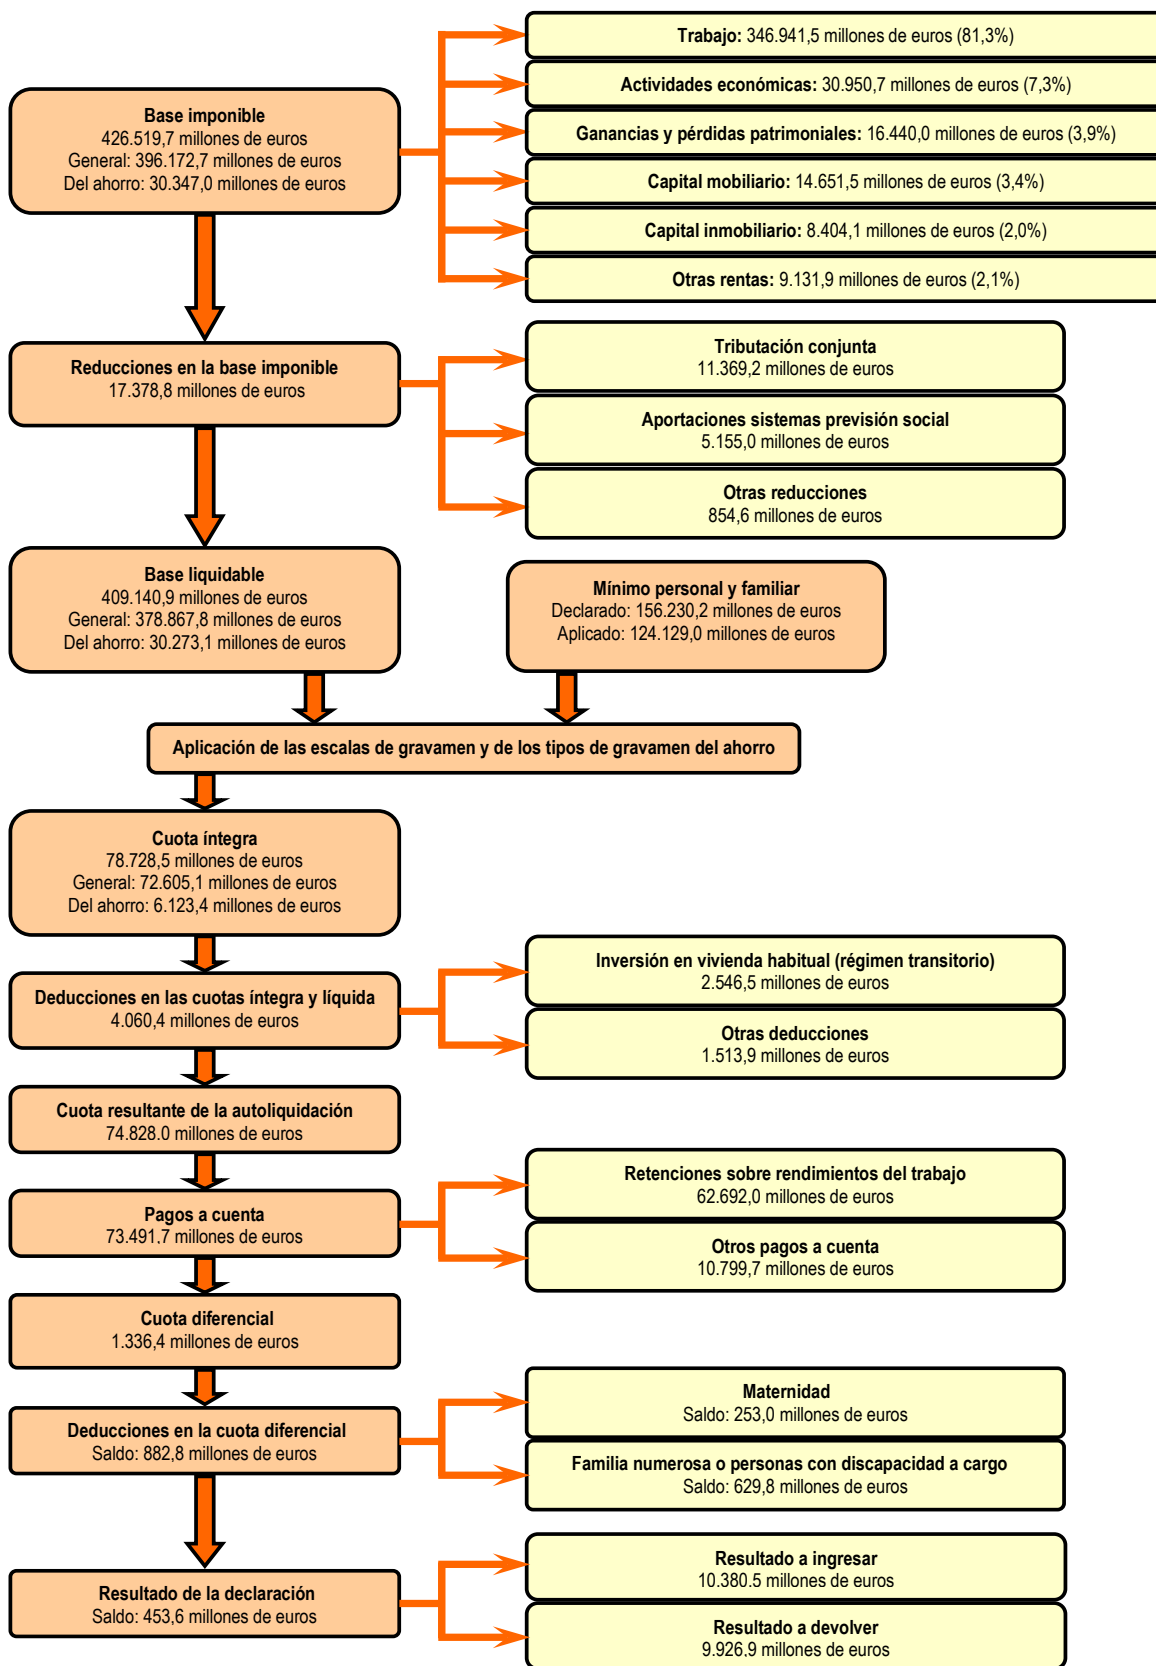 Base imponible
426.519,7 millones de euros
General: 396.172,7 millones de euros
Del ahorro: 30.347,0 millones de euros
Trabajo: 346.941,5 millones de euros (81,3%)
Actividades económicas: 30.950,7 millones de euros (7,3%)
Ganancias y pérdidas patrimoniales: 16.440,0 millones de euros (3,9%)
Capital mobiliario: 14.651,5 millones de euros (3,4%)
Capital inmobiliario: 8.404,1 millones de euros (2,0%)
Otras rentas: 9.131,9 millones de euros (2,1%)
Reducciones en la base imponible
17.378,8 millones de euros
Tributación conjunta
11.369,2 millones de euros
Aportaciones sistemas previsión social
5.155,0 millones de euros
Otras reducciones
854,6 millones de euros
Base liquidable
409.140,9 millones de euros
General: 378.867,8 millones de euros
Del ahorro: 30.273,1 millones de euros
Mínimo personal y familiar
Declarado: 156.230,2 millones de euros
Aplicado: 124.129,0 millones de euros
Aplicación de las escalas de gravamen y de los tipos de gravamen del ahorro
Cuota íntegra
78.728,5 millones de euros
General: 72.605,1 millones de euros
Del ahorro: 6.123,4 millones de euros
Deducciones en las cuotas íntegra y líquida
4.060,4 millones de euros
Inversión en vivienda habitual (régimen transitorio)
2.546,5 millones de euros
Otras deducciones
1.513,9 millones de euros
Cuota resultante de la autoliquidación
74.828.0 millones de euros
Pagos a cuenta
73.491,7 millones de euros
Retenciones sobre rendimientos del trabajo
62.692,0 millones de euros
Otros pagos a cuenta
10.799,7 millones de euros
Cuota diferencial
1.336,4 millones de euros
Deducciones en la cuota diferencial
Saldo: 882,8 millones de euros
Maternidad
Saldo: 253,0 millones de euros
Familia numerosa o personas con discapacidad a cargo
Saldo: 629,8 millones de euros
Resultado de la declaración
Saldo: 453,6 millones de euros
Resultado a ingresar
10.380.5 millones de euros
Resultado a devolver
9.926,9 millones de euros